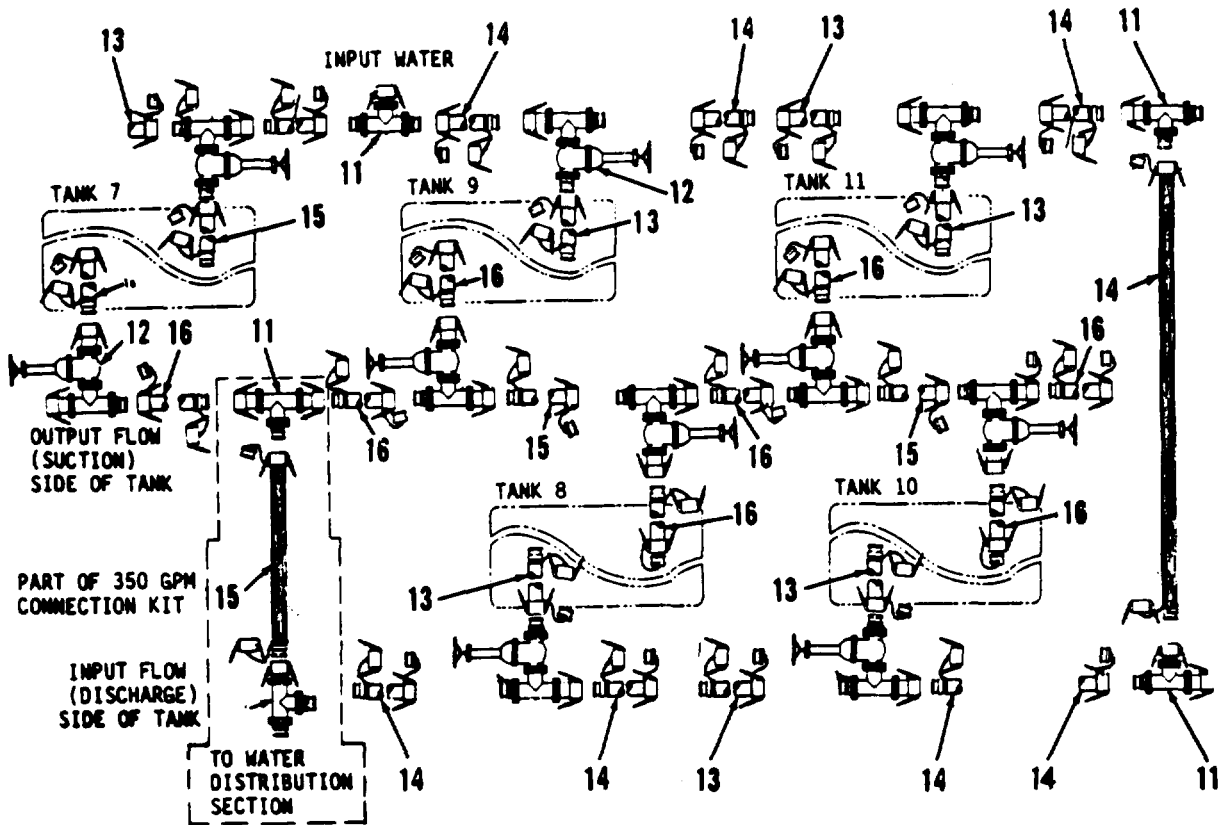 13
INPUT WATER
14
14
13
14
11
11
12
TANK 7
TANK 9
TANK 11
15
13
13
16
16
14
12
16
11
16
OUTPUT FLOW
(SUCTION)
SIDE OF TANK
16
15
16
15
TANK 8
TANK 10
16
16
PART OF 350 GPM
CONNECTION KIT
15
13
13
INPUT FLOW
(DISCHARGE)
SIDE OF TANK
TO WATER
DISTRIBUTION
SECTION
14
14
13
14
14
11